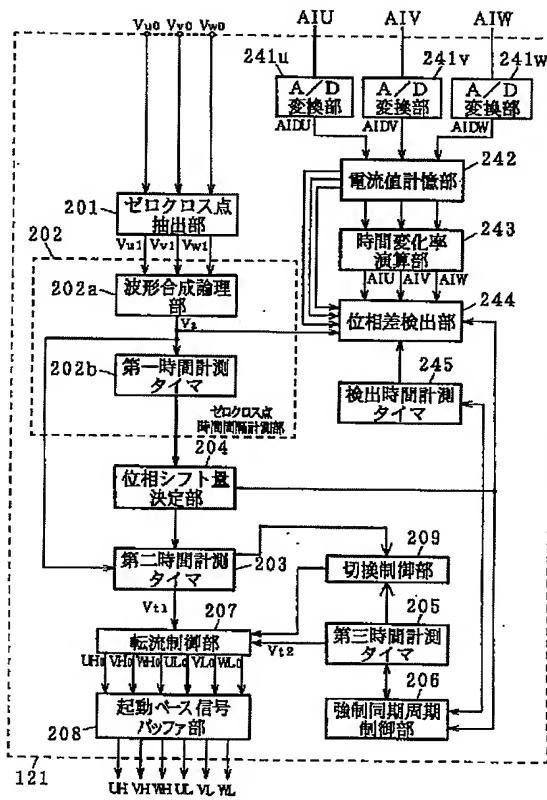 Vu0 Vv0 Vw0
AIU AIV AIW
241u 241v 241w
A/D
変換部
A/D
変換部
A/D
変換部
AIDU AIDV AIDW
242
電流値記憶部
201
ゼロクロス点
抽出部
243
時間変化率
演算部
202
Vu1 Vv1 Vw1
AIU AIV AIW
202a
波形合成論理
部
244
位相差検出部
V2
202b
第一時間計測
タイマ
245
検出時間計測
タイマ
ゼロクロス点
時間間隔計測部
204
位相シフト量
決定部
第二時間計測
タイマ
203
209
切換制御部
Vt1
207
205
転流制御部
Vt2
第三時間計測
タイマ
UH0 VH0 WH0 UL0 VL0 WL0
206
起動ベース信号
バッファ部
208
強制同期周期
制御部
121
UH VH WH UL VL WL